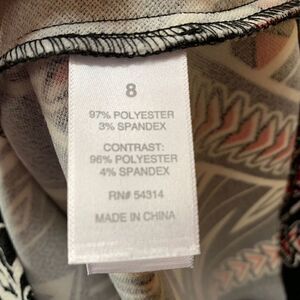 8
97% POLYESTER
3% SPANDEX
CONTRAST:
96% POLYESTER
4% SPANDEX
RN# 54314
MADE IN CHINA